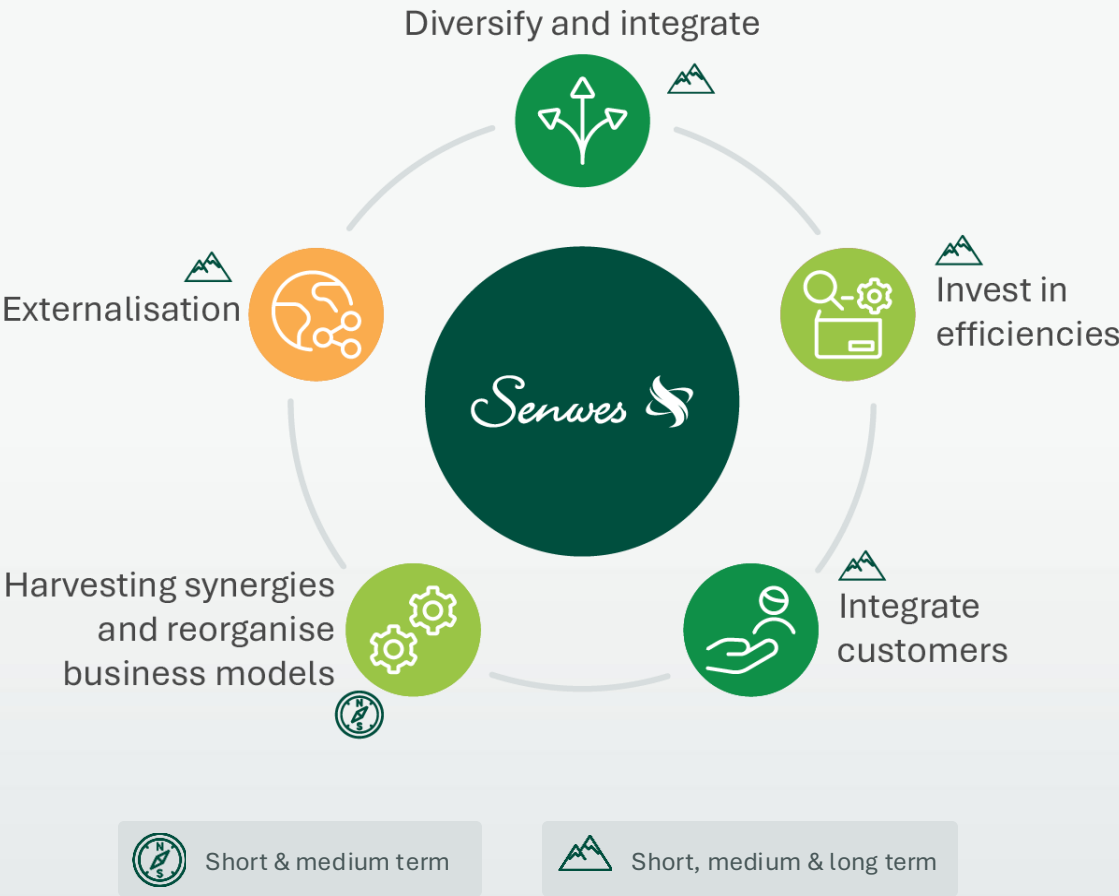 Diversify and integrate
Externalisation
Invest in
efficiencies
Senwes
Harvesting synergies
and reorganise
business models
Integrate
customers
N
S
N
S
Short & medium term
Short, medium & long term